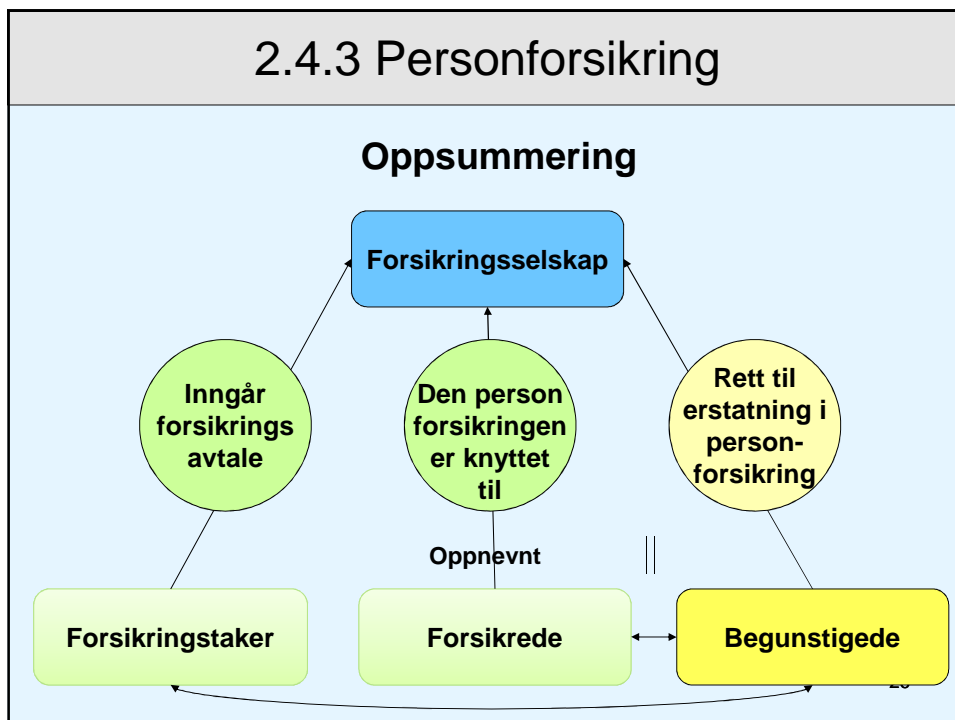 2.4.3 Personforsikring
Oppsummering
Forsikringsselskap
Inngår
forsikrings
avtale
Den person
forsikringen
er knyttet
til
Rett til
erstatning i
person-
forsikring
Oppnevnt
Forsikringstaker
Forsikrede
Begunstigede